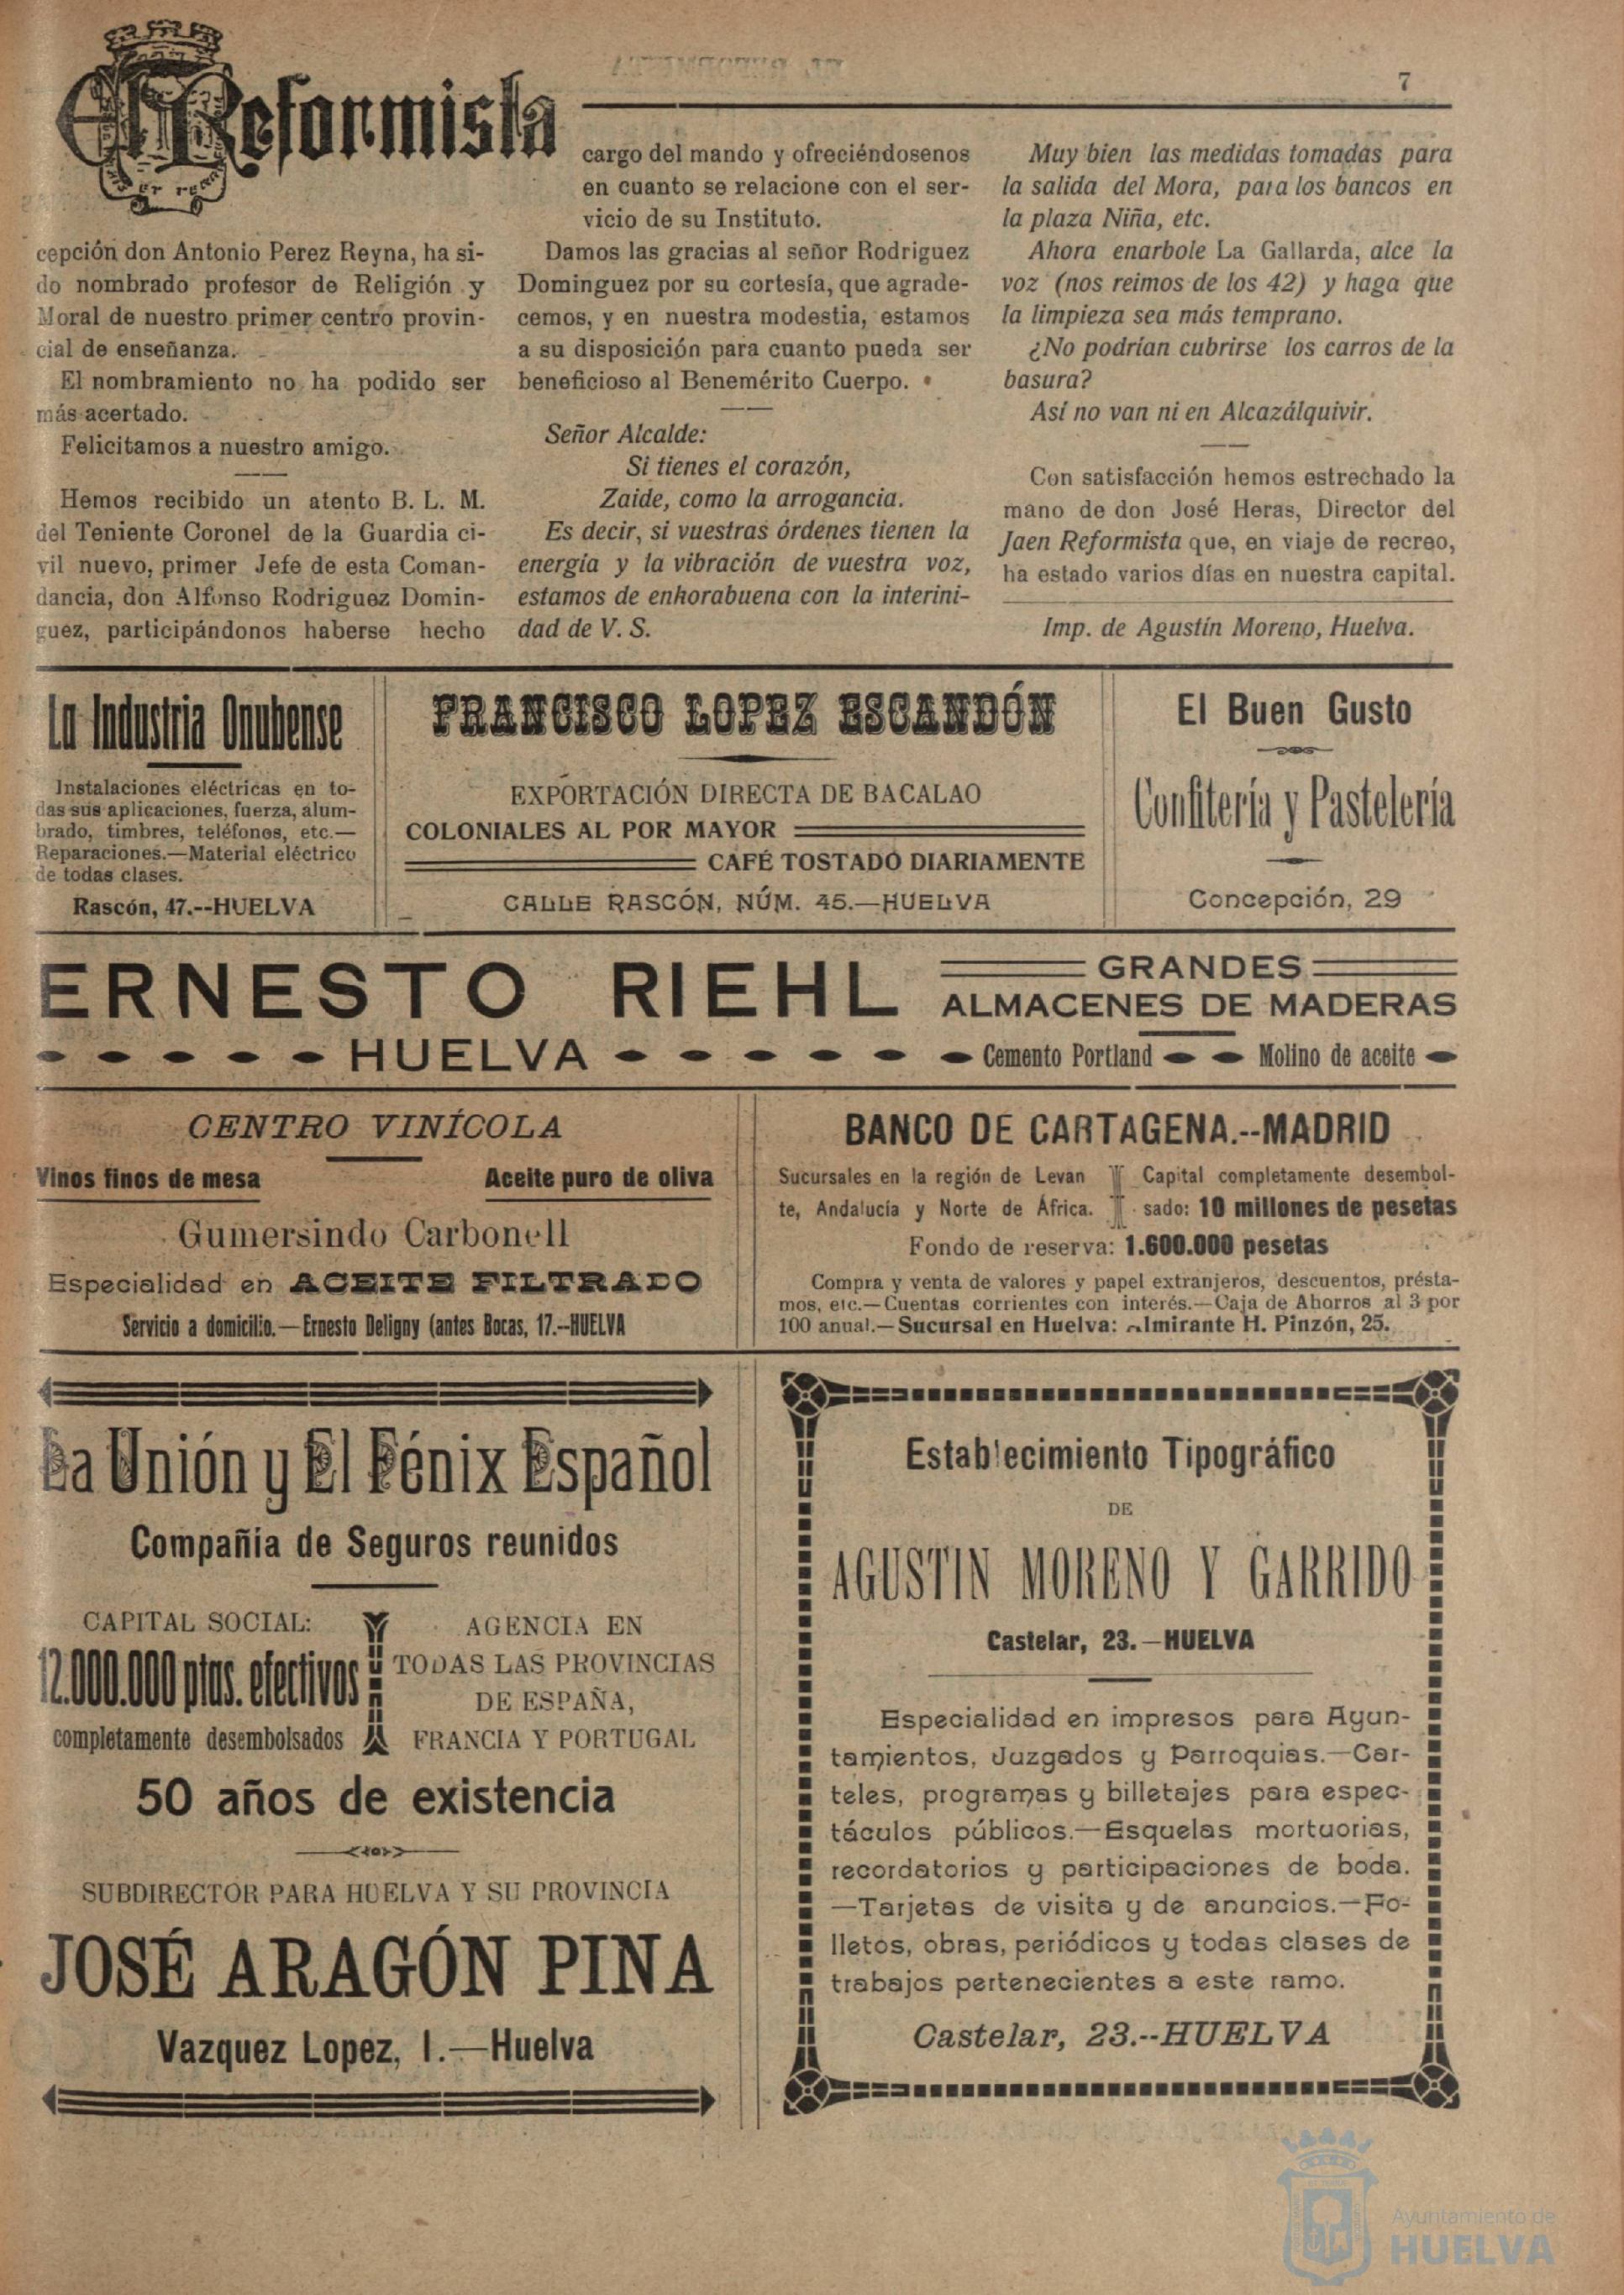 7
El Reformista
cepción don Antonio Perez Reyna, ha si-
do nombrado profesor de Religión y
Moral de nuestro primer centro provin-
cial de enseñanza.
El nombramiento no ha podido ser
más acertado.
Felicitamos a nuestro amigo.
Hemos recibido un atento B. L. M.
del Teniente Coronel de la Guardia ci-
vil nuevo, primer Jefe de esta Coman-
dancia, don Alfonso Rodriguez Domin-
guez, participándonos haberse hecho
cargo del mando y ofreciéndosenos
en cuanto se relacione con el ser-
vicio de su Instituto.
Damos las gracias al señor Rodriguez
Dominguez por su cortesía, que agrade-
cemos, y en nuestra modestia, estamos
a su disposición para cuanto pueda ser
beneficioso al Benemérito Cuerpo.
Señor Alcalde:
Si tienes el corazón,
Zaide, como la arrogancia.
Es decir, si vuestras órdenes tienen la
energía y la vibración de vuestra voz,
estamos de enhorabuena con la interini-
dad de V. S.
Muy bien las medidas tomadas para
la salida del Mora, para los bancos en
la plaza Niña, etc.
Ahora enarbole La Gallarda, alce la
voz (nos reimos de los 42) y haga que
la limpieza sea más temprano.
¿No podrían cubrirse los carros de la
basura?
Así no van ni en Alcazálquivir.
Con satisfacción hemos estrechado la
mano de don José Heras, Director del
Jaen Reformista que, en viaje de recreo,
ha estado varios días en nuestra capital.
Imp. de Agustín Moreno, Huelva.
La Industria Onubense
Instalaciones eléctricas en to-
das sus aplicaciones, fuerza, alum-
brado, timbres, teléfonos, etc.—
Reparaciones.—Material eléctrico
de todas clases.
Rascón, 47.--HUELVA
FRANCISCO LOPEZ ESCANDÓN
EXPORTACIÓN DIRECTA DE BACALAO
COLONIALES AL POR MAYOR
CAFÉ TOSTADO DIARIAMENTE
CALLE RASCÓN, NÚM. 45.—HUELVA
El Buen Gusto
Confitería y Pastelería
Concepción, 29
ERNESTO RIEHL
HUELVA
GRANDES
ALMACENES DE MADERAS
Cemento Portland Molino de aceite
CENTRO VINÍCOLA
Vinos finos de mesa Aceite puro de oliva
Gumersindo Carbonell
Especialidad en ACEITE FILTRADO
Servicio a domicilio.—Ernesto Deligny (antes Bocas, 17.--HUELVA
BANCO DE CARTAGENA.--MADRID
Sucursales en la región de Levan
te, Andalucía y Norte de África.
Capital completamente desembol-
sado: 10 millones de pesetas
Fondo de reserva: 1.600.000 pesetas
Compra y venta de valores y papel extranjeros, descuentos, présta-
mos, etc.—Cuentas corrientes con interés.—Caja de Ahorros al 3 por
100 anual.—Sucursal en Huelva: Almirante H. Pinzón, 25.
La Unión y El Fénix Español
Compañia de Seguros reunidos
CAPITAL SOCIAL:
12.000.000 ptas. efectivos
completamente desembolsados
AGENCIA EN
TODAS LAS PROVINCIAS
DE ESPAÑA,
FRANCIA Y PORTUGAL
50 años de existencia
SUBDIRECTOR PARA HUELVA Y SU PROVINCIA
JOSÉ ARAGÓN PINA
Vazquez Lopez, 1.—Huelva
Establecimiento Tipográfico
DE
AGUSTIN MORENO Y GARRIDO
Castelar, 23.—HUELVA
Especialidad en impresos para Ayun-
tamientos, Juzgados y Parroquias.—Car-
teles, programas y billetajes para espec-
táculos públicos.—Esquelas mortuorias,
recordatorios y participaciones de boda.
—Tarjetas de visita y de anuncios.—Fo-
lletos, obras, periódicos y todas clases de
trabajos pertenecientes a este ramo.
Castelar, 23.--HUELVA
Ayuntamiento de
HUELVA